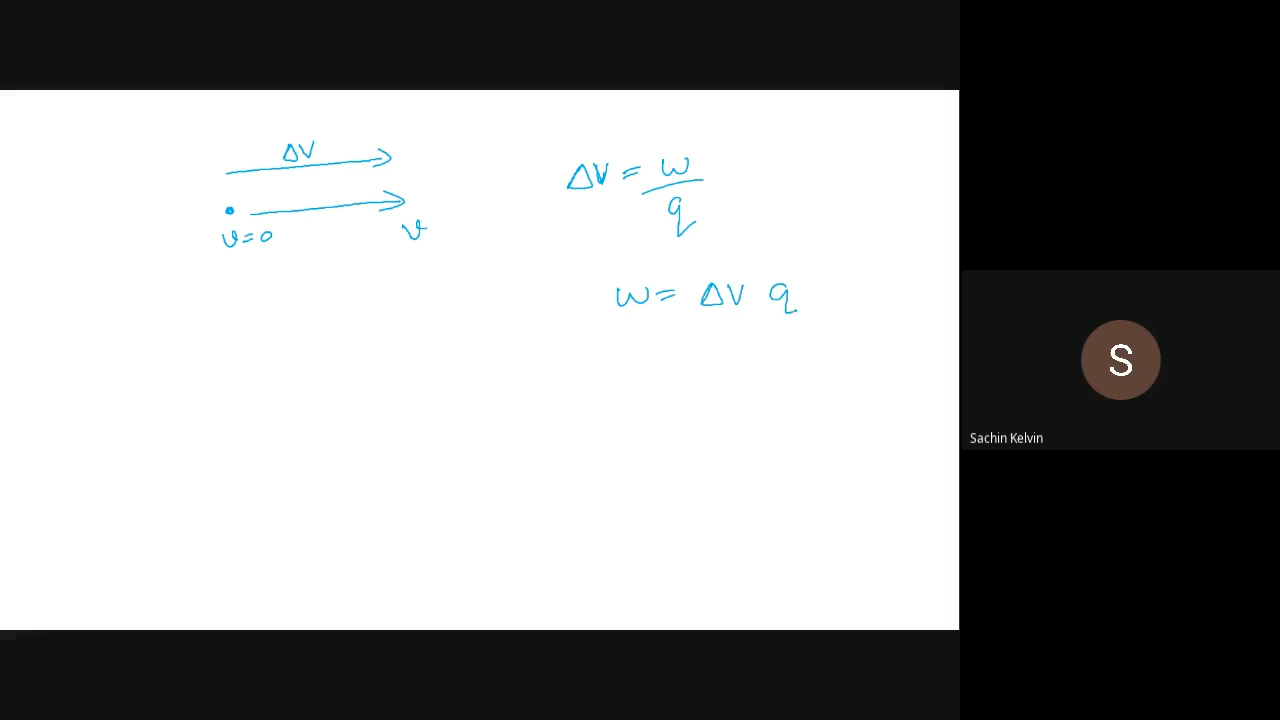 ΔV
v=0
v
ΔV = w/q
w = ΔV q
S
Sachin Kelvin